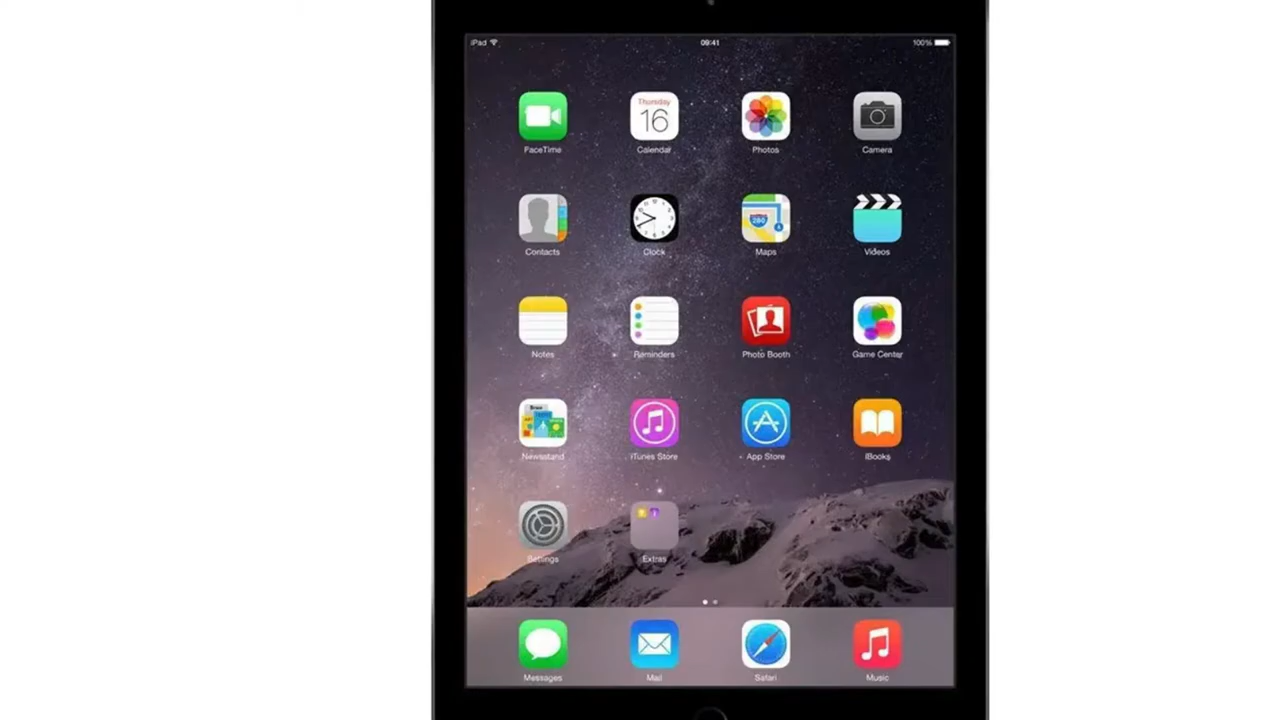 iPad 09:41 100%
Thursday
16
FaceTime Calendar Photos Camera
280
Contacts Clock Maps Videos
Notes Reminders Photo Booth Game Center
Newsstand iTunes Store App Store iBooks
Settings Extras
Messages Mail Safari Music